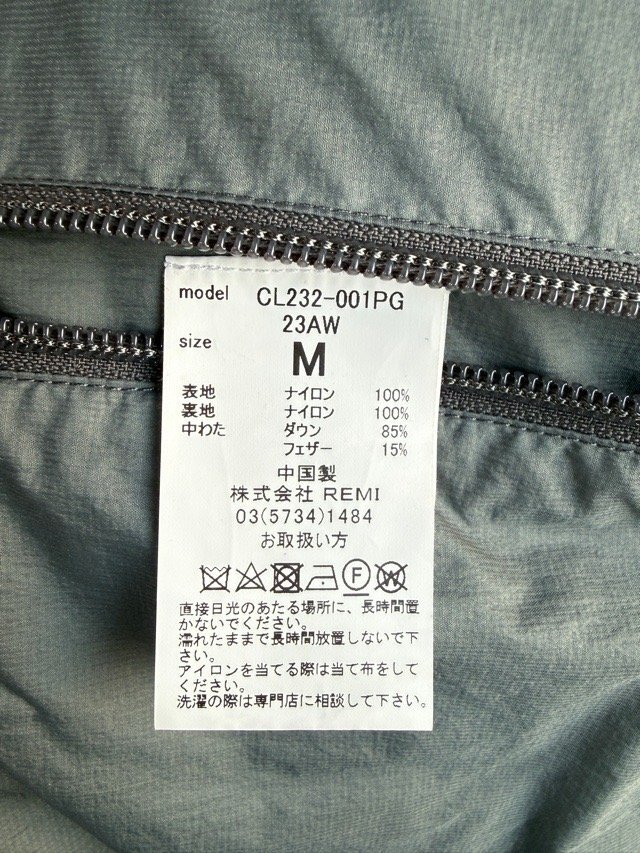 model CL232-001PG
23AW
size M
表地 ナイロン 100%
裏地 ナイロン 100%
中わた ダウン 85%
フェザー 15%
中国製
株式会社 REMI
03(5734)1484
お取扱い方
F W
直接日光のあたる場所に、長時間置
かないでください。
濡れたままで長時間放置しないで下
さい。
アイロンを当てる際は当て布をして
ください。
洗濯の際は専門店に相談して下さい。